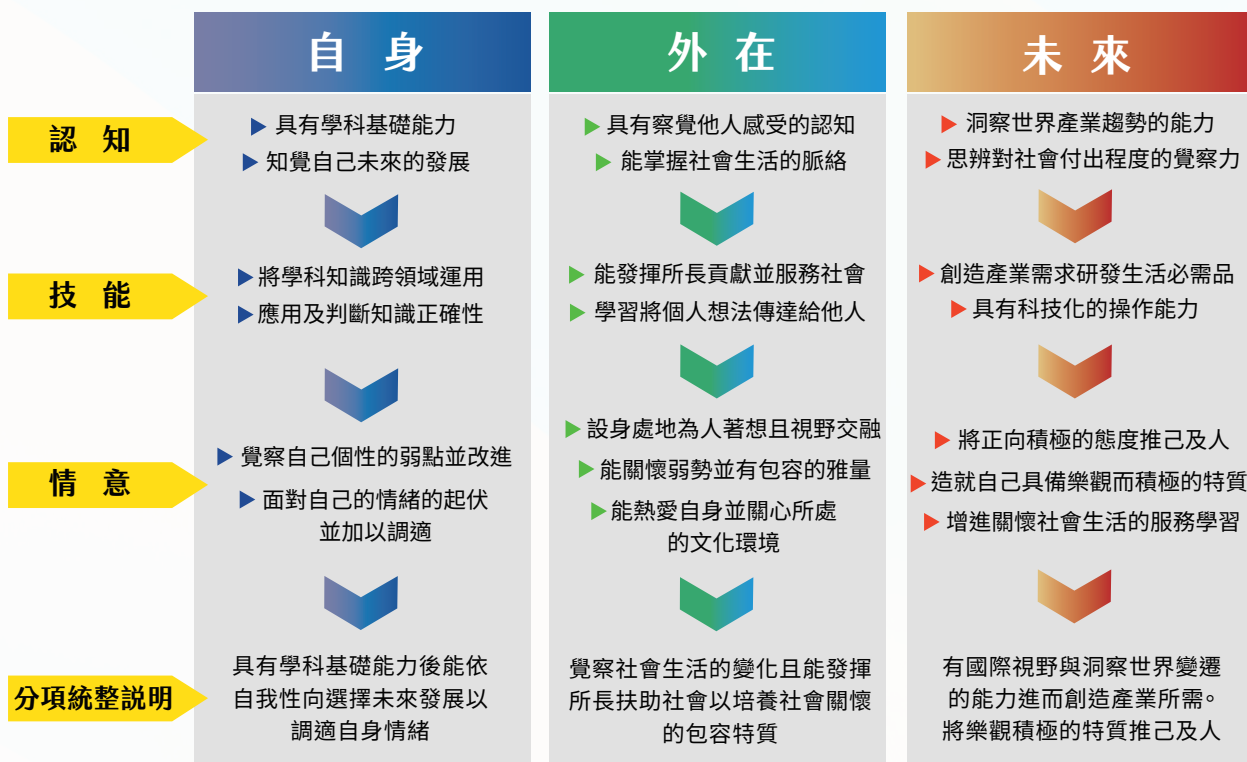 自身
外在
未來
認知
具有學科基礎能力
知覺自己未來的發展
具有察覺他人感受的認知
能掌握社會生活的脈絡
洞察世界產業趨勢的能力
思辨對社會付出程度的覺察力
技能
將學科知識跨領域運用
應用及判斷知識正確性
能發揮所長貢獻並服務社會
學習將個人想法傳達給他人
創造產業需求研發生活必需品
具有科技化的操作能力
情意
覺察自己個性的弱點並改進
面對自己的情緒的起伏
並加以調適
設身處地為人著想且視野交融
能關懷弱勢並有包容的雅量
能熱愛自身並關心所處
的文化環境
將正向積極的態度推己及人
造就自己具備樂觀而積極的特質
增進關懷社會生活的服務學習
分項統整説明
具有學科基礎能力後能依
自我性向選擇未來發展以
調適自身情緒
覺察社會生活的變化且能發揮
所長扶助社會以培養社會關懷
的包容特質
有國際視野與洞察世界變遷
的能力進而創造產業所需。
將樂觀積極的特質推己及人